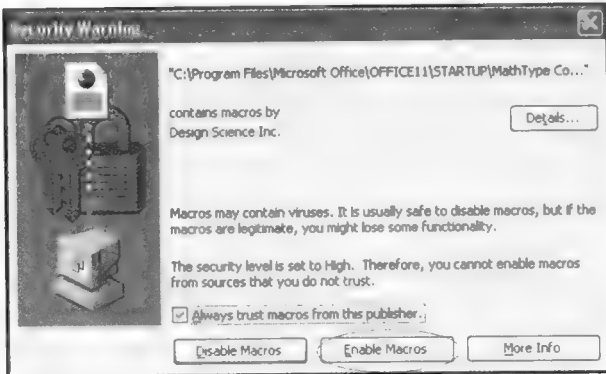 Security Warning
"C:\Program Files\Microsoft Office\OFFICE11\STARTUP\MathType Co..."
contains macros by
Design Science Inc.
Details...
Macros may contain viruses. It is usually safe to disable macros, but if the
macros are legitimate, you might lose some functionality.
The security level is set to High. Therefore, you cannot enable macros
from sources that you do not trust.
Always trust macros from this publisher.
Disable Macros
Enable Macros
More Info